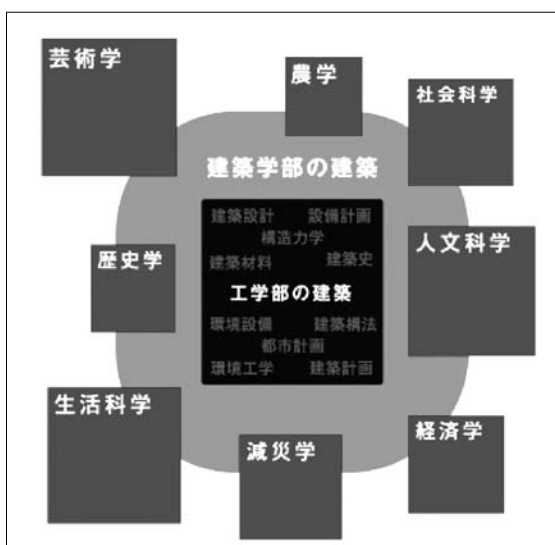 芸術学
農学
社会科学
建築学部の建築
建築設計 設備計画
構造力学
建築材料 建築史
工学部の建築
環境設備 建築構法
都市計画
環境工学 建築計画
歴史学
人文科学
生活科学
減災学
経済学